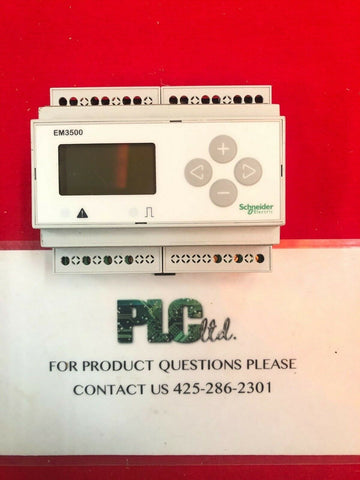 EM3500
Schneider
Electric
PLC ltd.
FOR PRODUCT QUESTIONS PLEASE
CONTACT US 425-286-2301